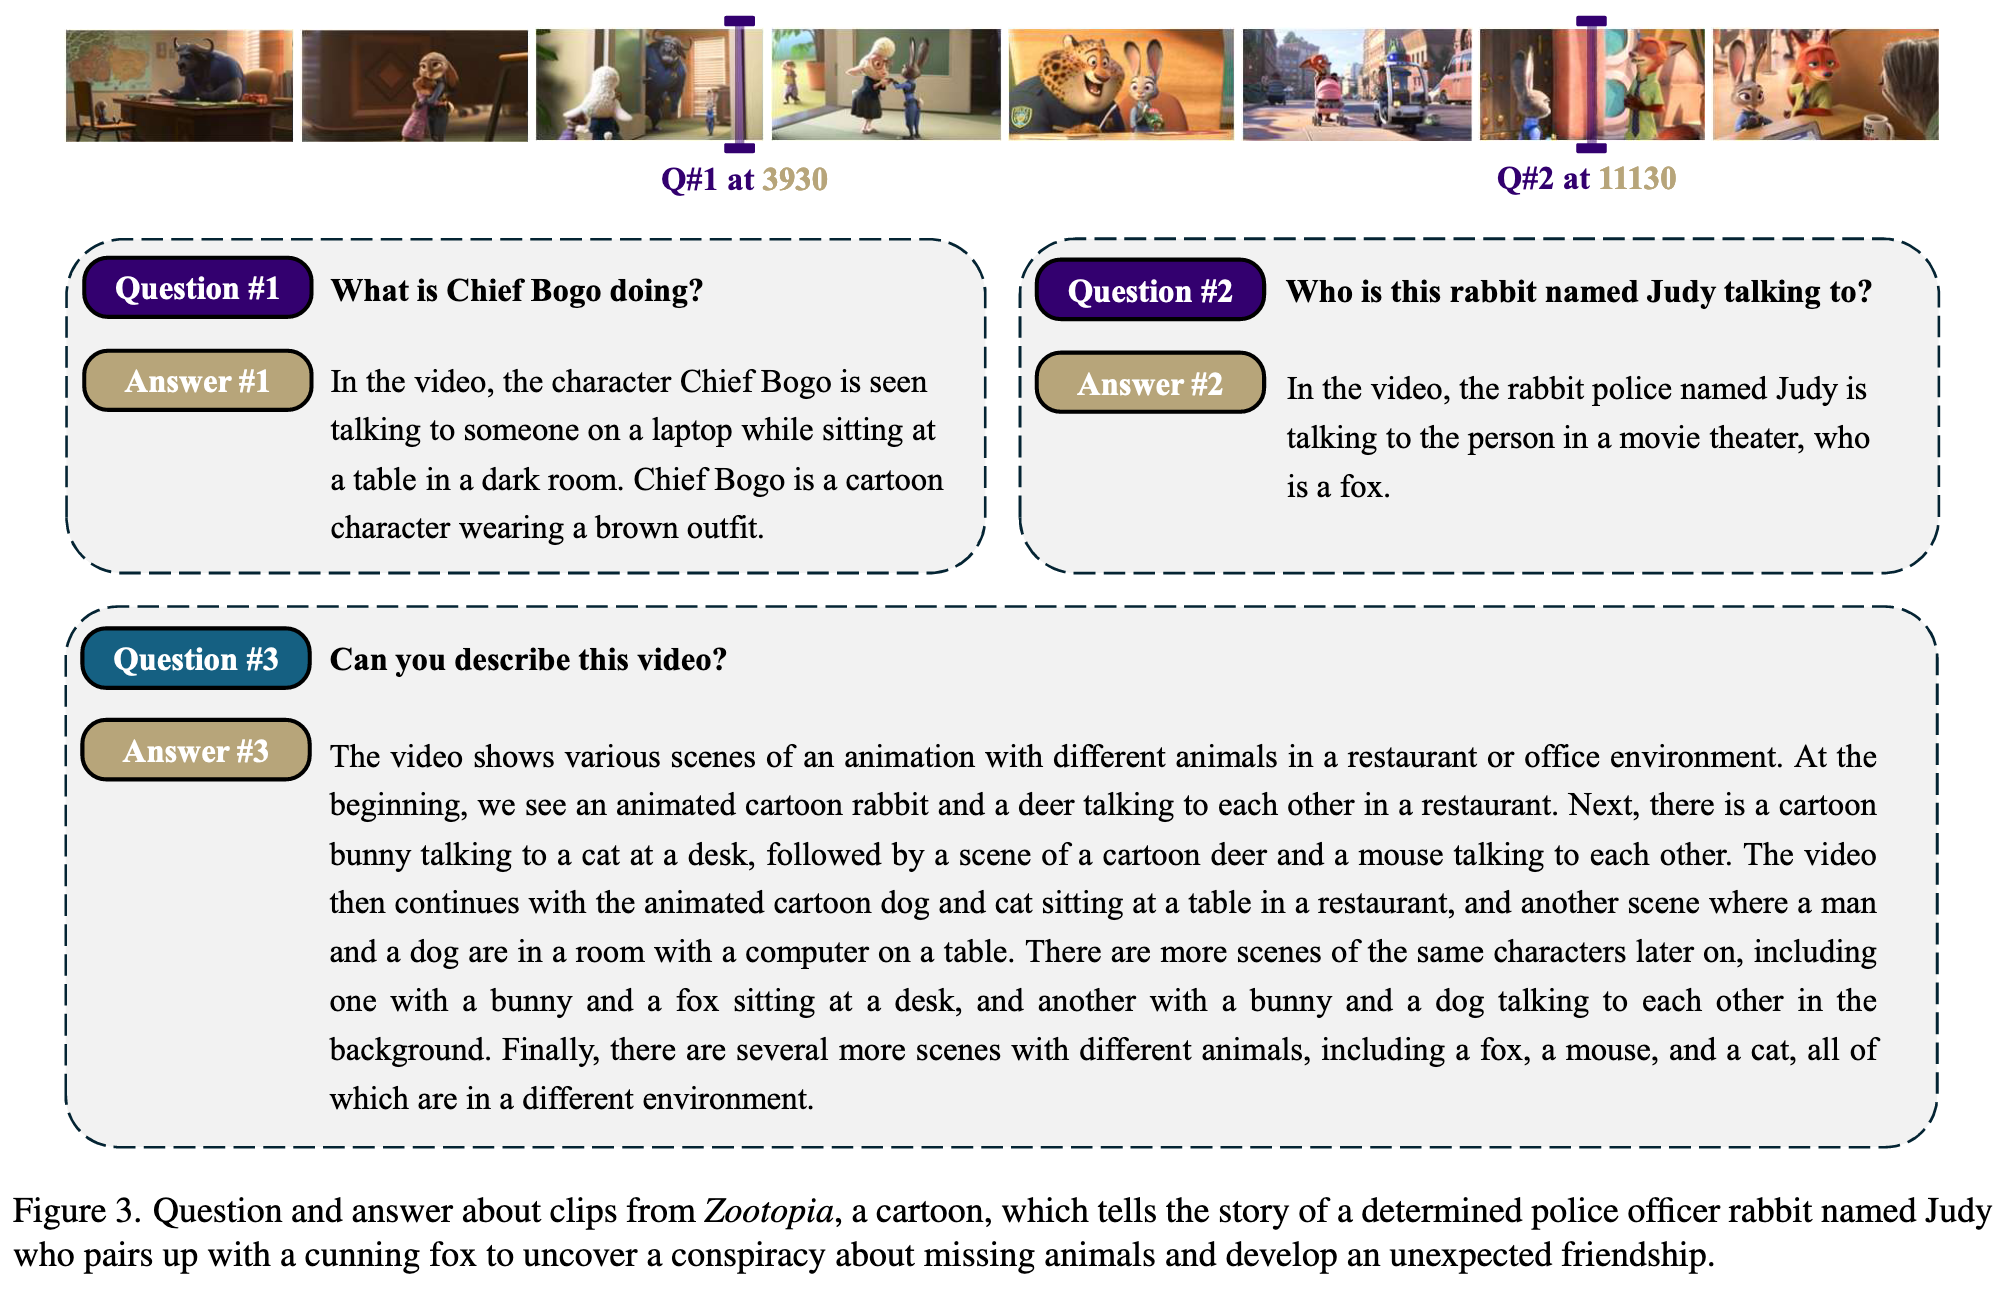 Q#1 at 3930
Q#2 at 11130
Question #1
What is Chief Bogo doing?
Answer #1
In the video, the character Chief Bogo is seen
talking to someone on a laptop while sitting at
a table in a dark room. Chief Bogo is a cartoon
character wearing a brown outfit.
Question #2
Who is this rabbit named Judy talking to?
Answer #2
In the video, the rabbit police named Judy is
talking to the person in a movie theater, who
is a fox.
Question #3
Can you describe this video?
Answer #3
The video shows various scenes of an animation with different animals in a restaurant or office environment. At the
beginning, we see an animated cartoon rabbit and a deer talking to each other in a restaurant. Next, there is a cartoon
bunny talking to a cat at a desk, followed by a scene of a cartoon deer and a mouse talking to each other. The video
then continues with the animated cartoon dog and cat sitting at a table in a restaurant, and another scene where a man
and a dog are in a room with a computer on a table. There are more scenes of the same characters later on, including
one with a bunny and a fox sitting at a desk, and another with a bunny and a dog talking to each other in the
background. Finally, there are several more scenes with different animals, including a fox, a mouse, and a cat, all of
which are in a different environment.
Figure 3. Question and answer about clips from Zootopia, a cartoon, which tells the story of a determined police officer rabbit named Judy
who pairs up with a cunning fox to uncover a conspiracy about missing animals and develop an unexpected friendship.